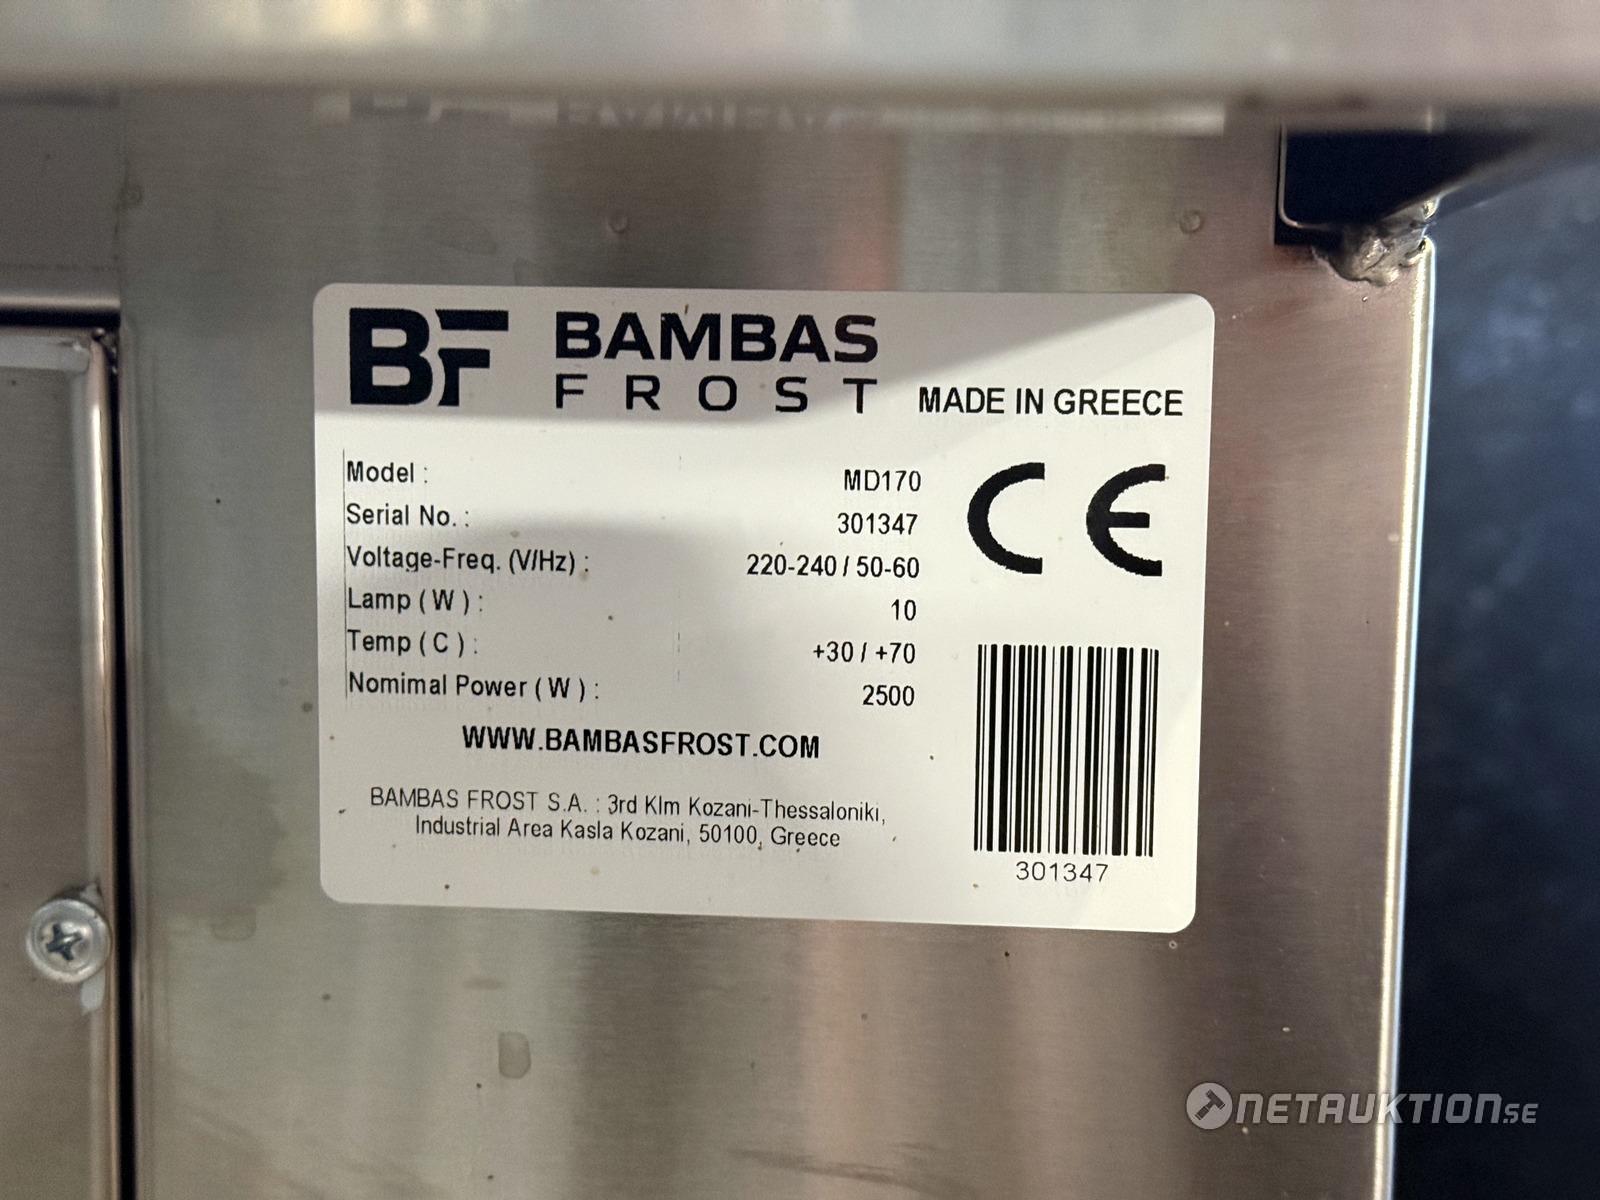 BF BAMBAS
FROST MADE IN GREECE
Model : MD170
Serial No. : 301347
Voltage-Freq. (V/Hz) : 220-240 / 50-60
Lamp ( W ) : 10
Temp ( C ) : +30 / +70
Nomimal Power ( W ) : 2500
CE
WWW.BAMBASFROST.COM
BAMBAS FROST S.A. : 3rd Klm Kozani-Thessaloniki,
Industrial Area Kasla Kozani, 50100, Greece
301347
NETAUKTION.SE